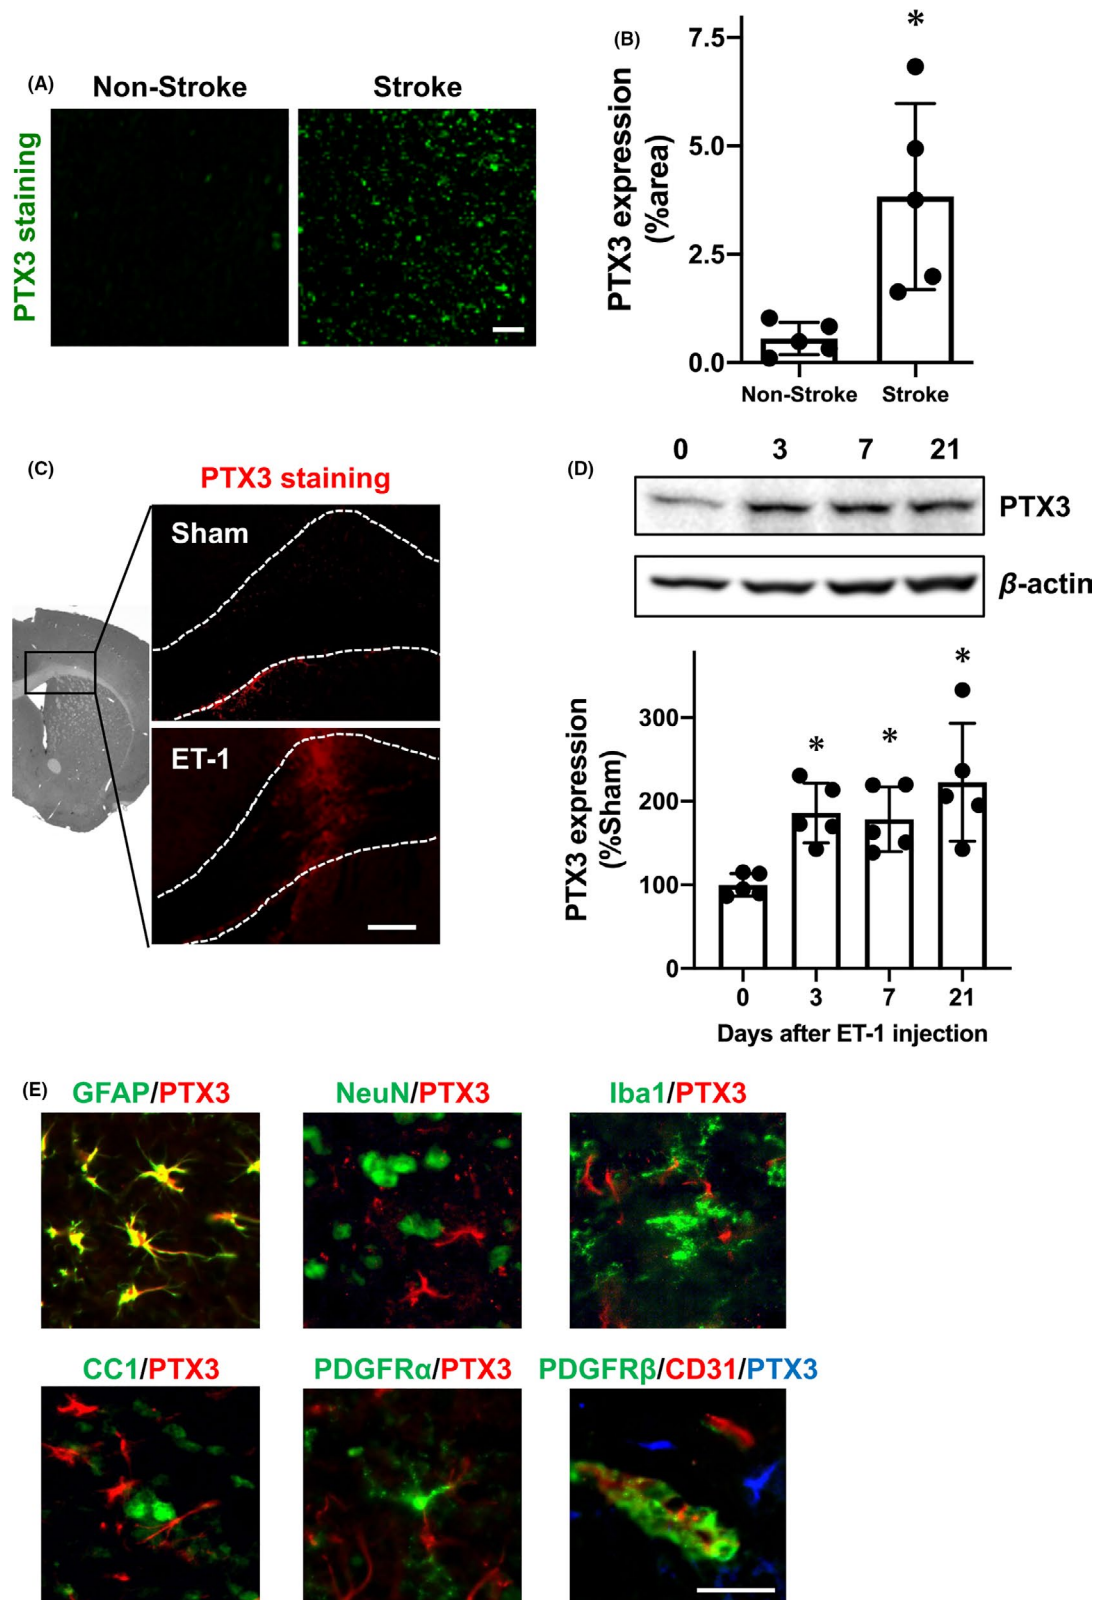 (A)
Non-Stroke
Stroke
PTX3 staining
(B)
PTX3 expression
(%area)
7.5
5.0
2.5
0.0
*
Non-Stroke
Stroke
(C)
PTX3 staining
Sham
ET-1
(D)
0 3 7 21
PTX3
β-actin
PTX3 expression
(%Sham)
300
200
100
0
* * *
0 3 7 21
Days after ET-1 injection
(E)
GFAP/PTX3
NeuN/PTX3
Iba1/PTX3
CC1/PTX3
PDGFRα/PTX3
PDGFRβ/CD31/PTX3